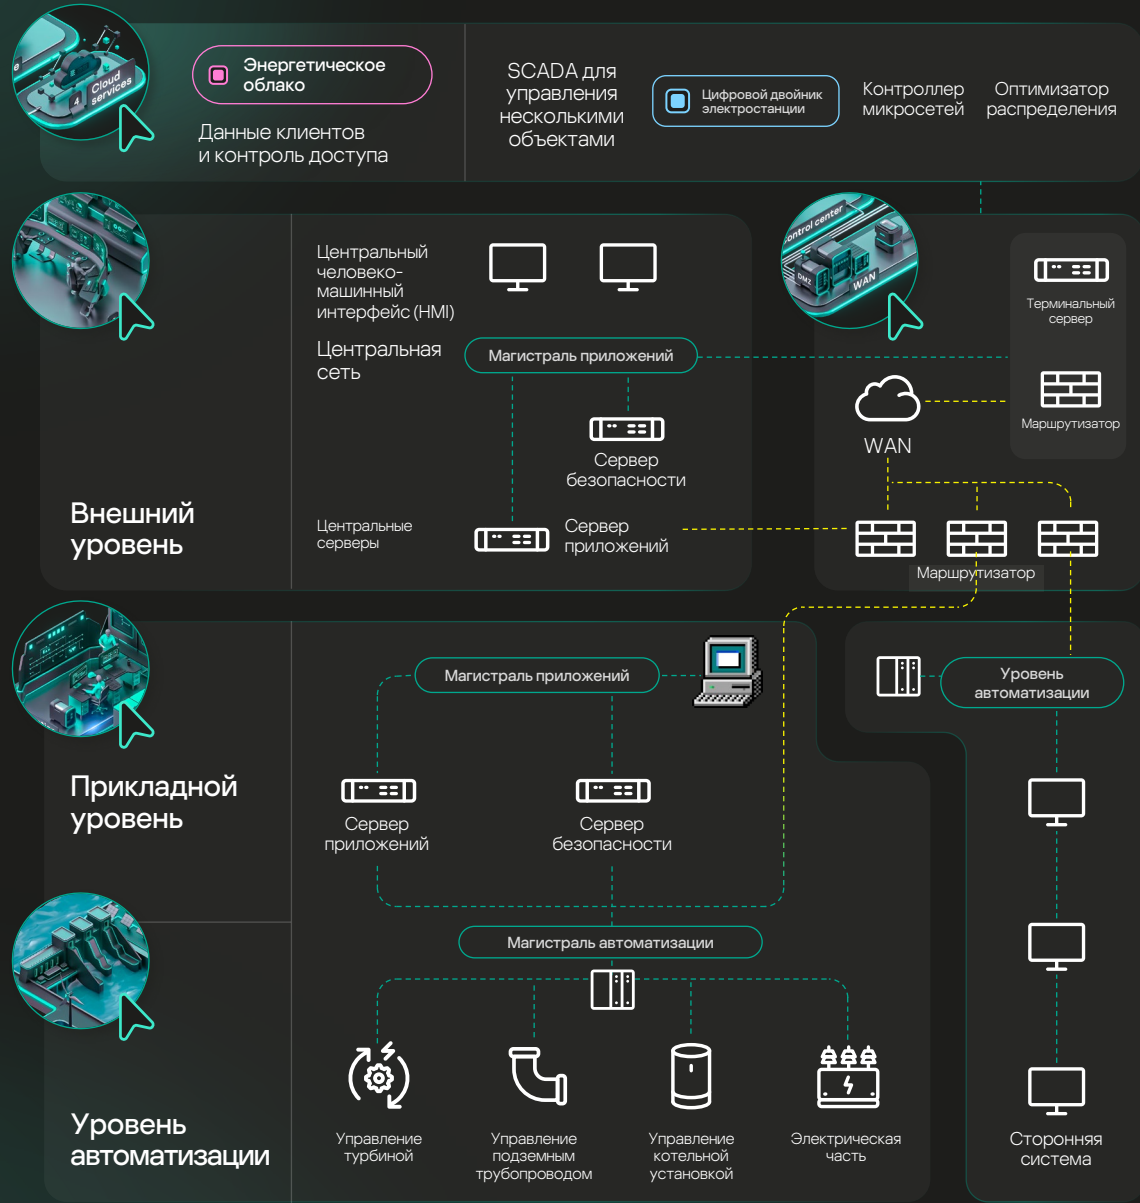 4
Cloud
services
Энергетическое
облако
Данные клиентов
и контроль доступа
SCADA для
управления
несколькими
объектами
Цифровой двойник
электростанции
Контроллер
микросетей
Оптимизатор
распределения
Внешний
уровень
Центральный
человеко-
машинный
интерфейс (HMI)
Центральная
сеть
Магистраль приложений
Сервер
безопасности
Центральные
серверы
Сервер
приложений
ontrol center
DMZ
WAN
Терминальный
сервер
Маршрутизатор
WAN
Маршрутизатор
Прикладной
уровень
Магистраль приложений
Сервер
приложений
Сервер
безопасности
Уровень
автоматизации
Уровень
автоматизации
Магистраль автоматизации
Управление
турбиной
Управление
подземным
трубопроводом
Управление
котельной
установкой
Электрическая
часть
Сторонняя
система